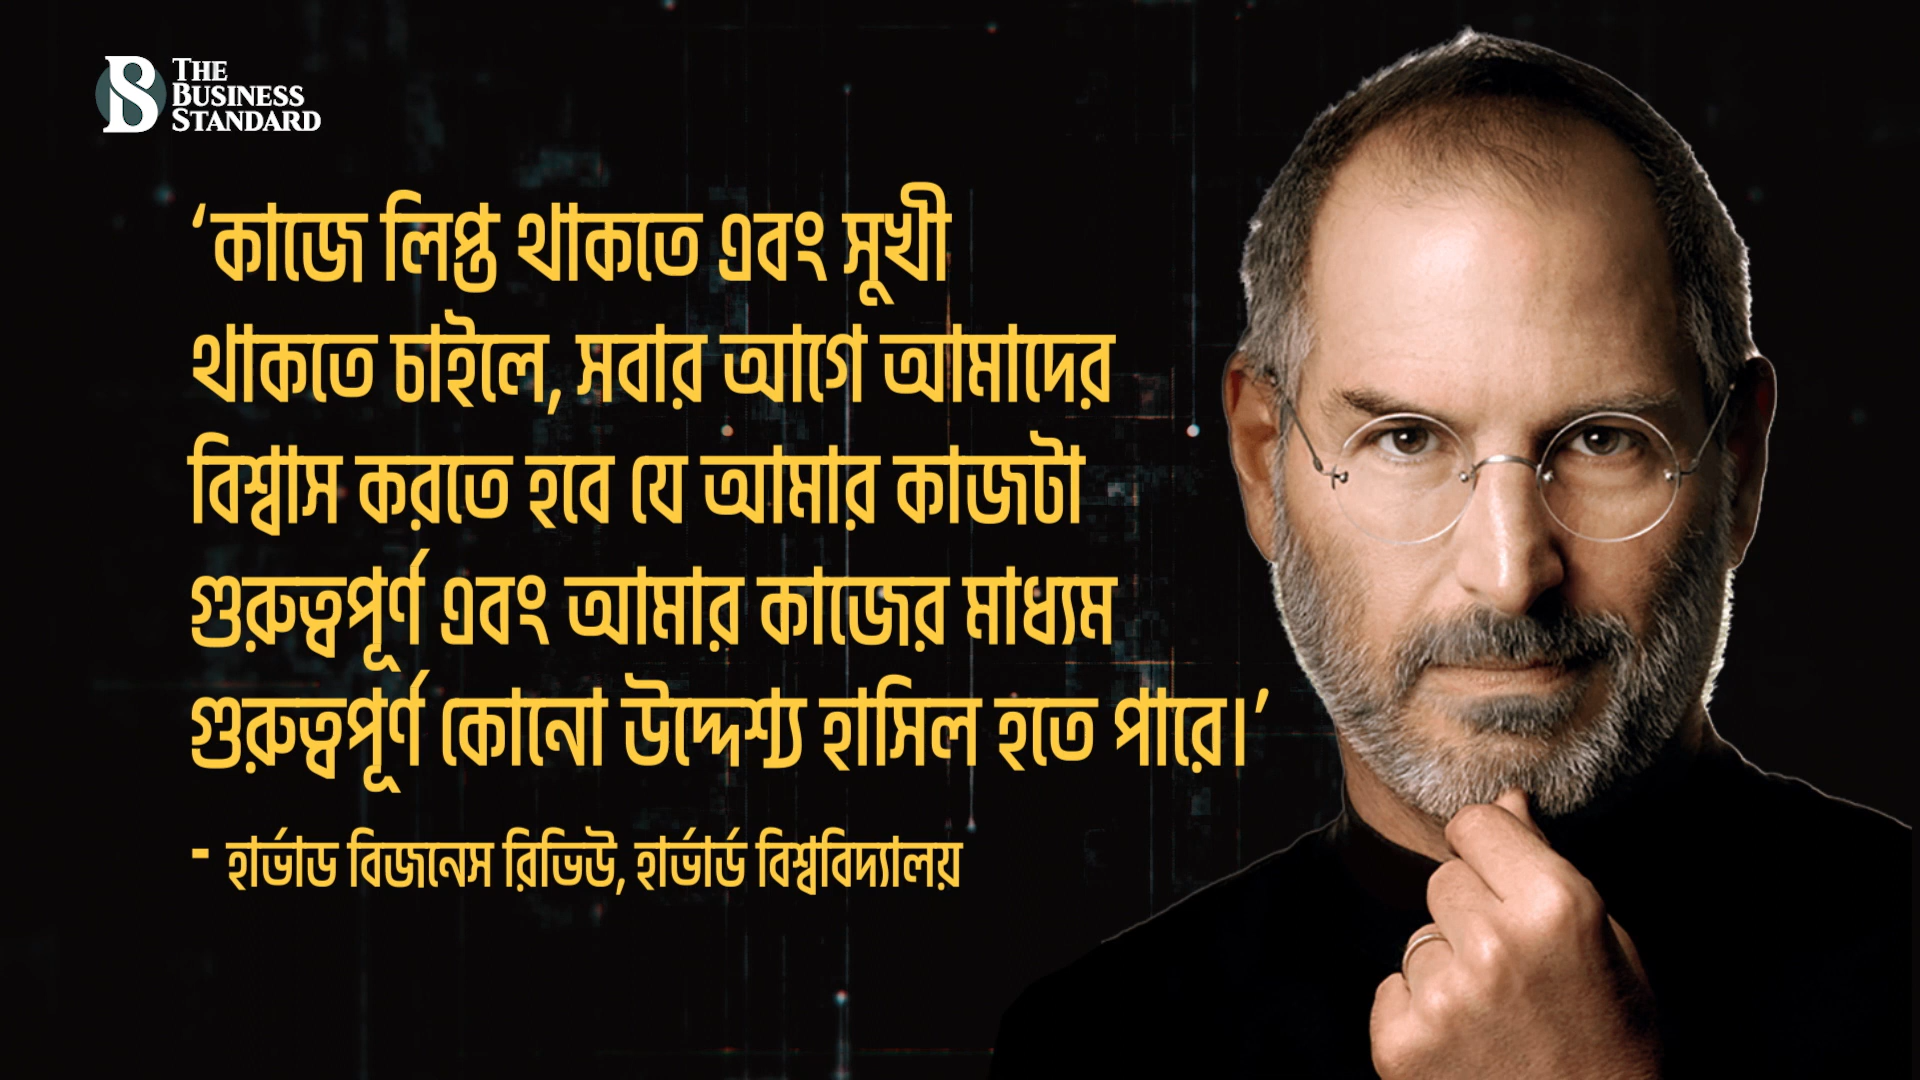 THE
BUSINESS
STANDARD
‘কাজে লিপ্ত থাকতে এবং সুখী
থাকতে চাইলে, সবার আগে আমাদের
বিশ্বাস করতে হবে যে আমার কাজটা
গুরুত্বপূর্ণ এবং আমার কাজের মাধ্যম
গুরুত্বপূর্ণ কোনো উদ্দেশ্য হাসিল হতে পারে।’
- হার্ভাড বিজনেস রিভিউ, হার্ভার্ড বিশ্ববিদ্যালয়